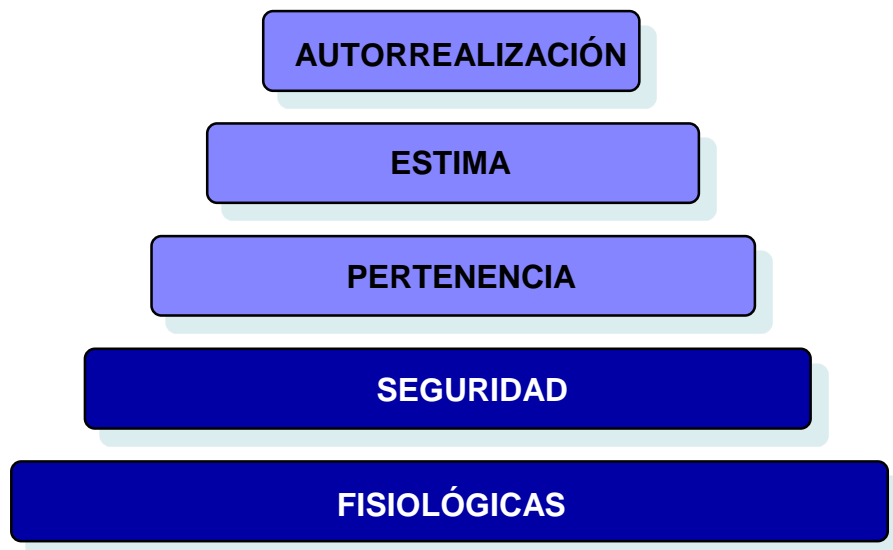 AUTORREALIZACIÓN
ESTIMA
PERTENENCIA
SEGURIDAD
FISIOLÓGICAS